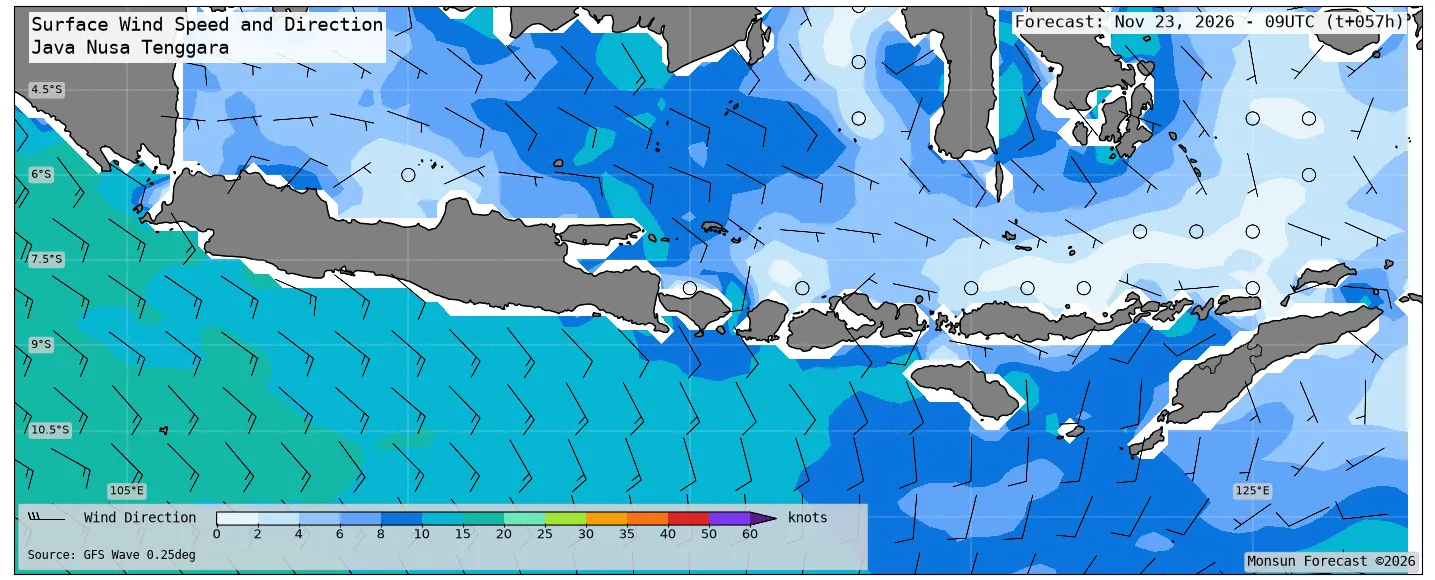 Surface Wind Speed and Direction
Java Nusa Tenggara
Forecast: Nov 23, 2026 - 09UTC (t+057h)
4.5°S
6°S
7.5°S
9°S
10.5°S
105°E
125°E
Wind Direction
0 2 4 6 8 10 15 20 25 30 35 40 50 60
knots
Source: GFS Wave 0.25deg
Monsun Forecast ©2026